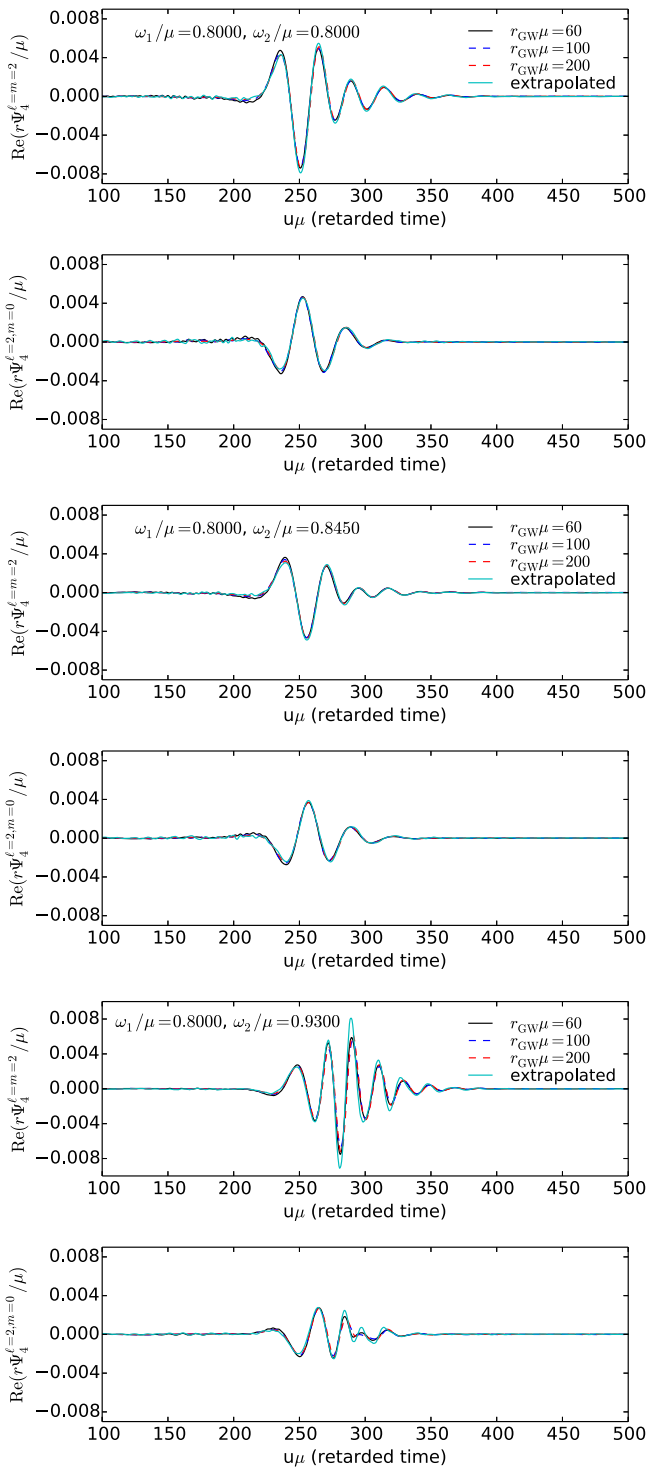 Re(rΨ₄^{ℓ=m=2}/μ)
ω₁/μ=0.8000, ω₂/μ=0.8000
r_GW μ=60
r_GW μ=100
r_GW μ=200
extrapolated
0.008
0.004
0.000
−0.004
−0.008
100 150 200 250 300 350 400 450 500
uμ (retarded time)
Re(rΨ₄^{ℓ=2,m=0}/μ)
0.008
0.004
0.000
−0.004
−0.008
100 150 200 250 300 350 400 450 500
uμ (retarded time)
Re(rΨ₄^{ℓ=m=2}/μ)
ω₁/μ=0.8000, ω₂/μ=0.8450
r_GW μ=60
r_GW μ=100
r_GW μ=200
extrapolated
0.008
0.004
0.000
−0.004
−0.008
100 150 200 250 300 350 400 450 500
uμ (retarded time)
Re(rΨ₄^{ℓ=2,m=0}/μ)
0.008
0.004
0.000
−0.004
−0.008
100 150 200 250 300 350 400 450 500
uμ (retarded time)
Re(rΨ₄^{ℓ=m=2}/μ)
ω₁/μ=0.8000, ω₂/μ=0.9300
r_GW μ=60
r_GW μ=100
r_GW μ=200
extrapolated
0.008
0.004
0.000
−0.004
−0.008
100 150 200 250 300 350 400 450 500
uμ (retarded time)
Re(rΨ₄^{ℓ=2,m=0}/μ)
0.008
0.004
0.000
−0.004
−0.008
100 150 200 250 300 350 400 450 500
uμ (retarded time)